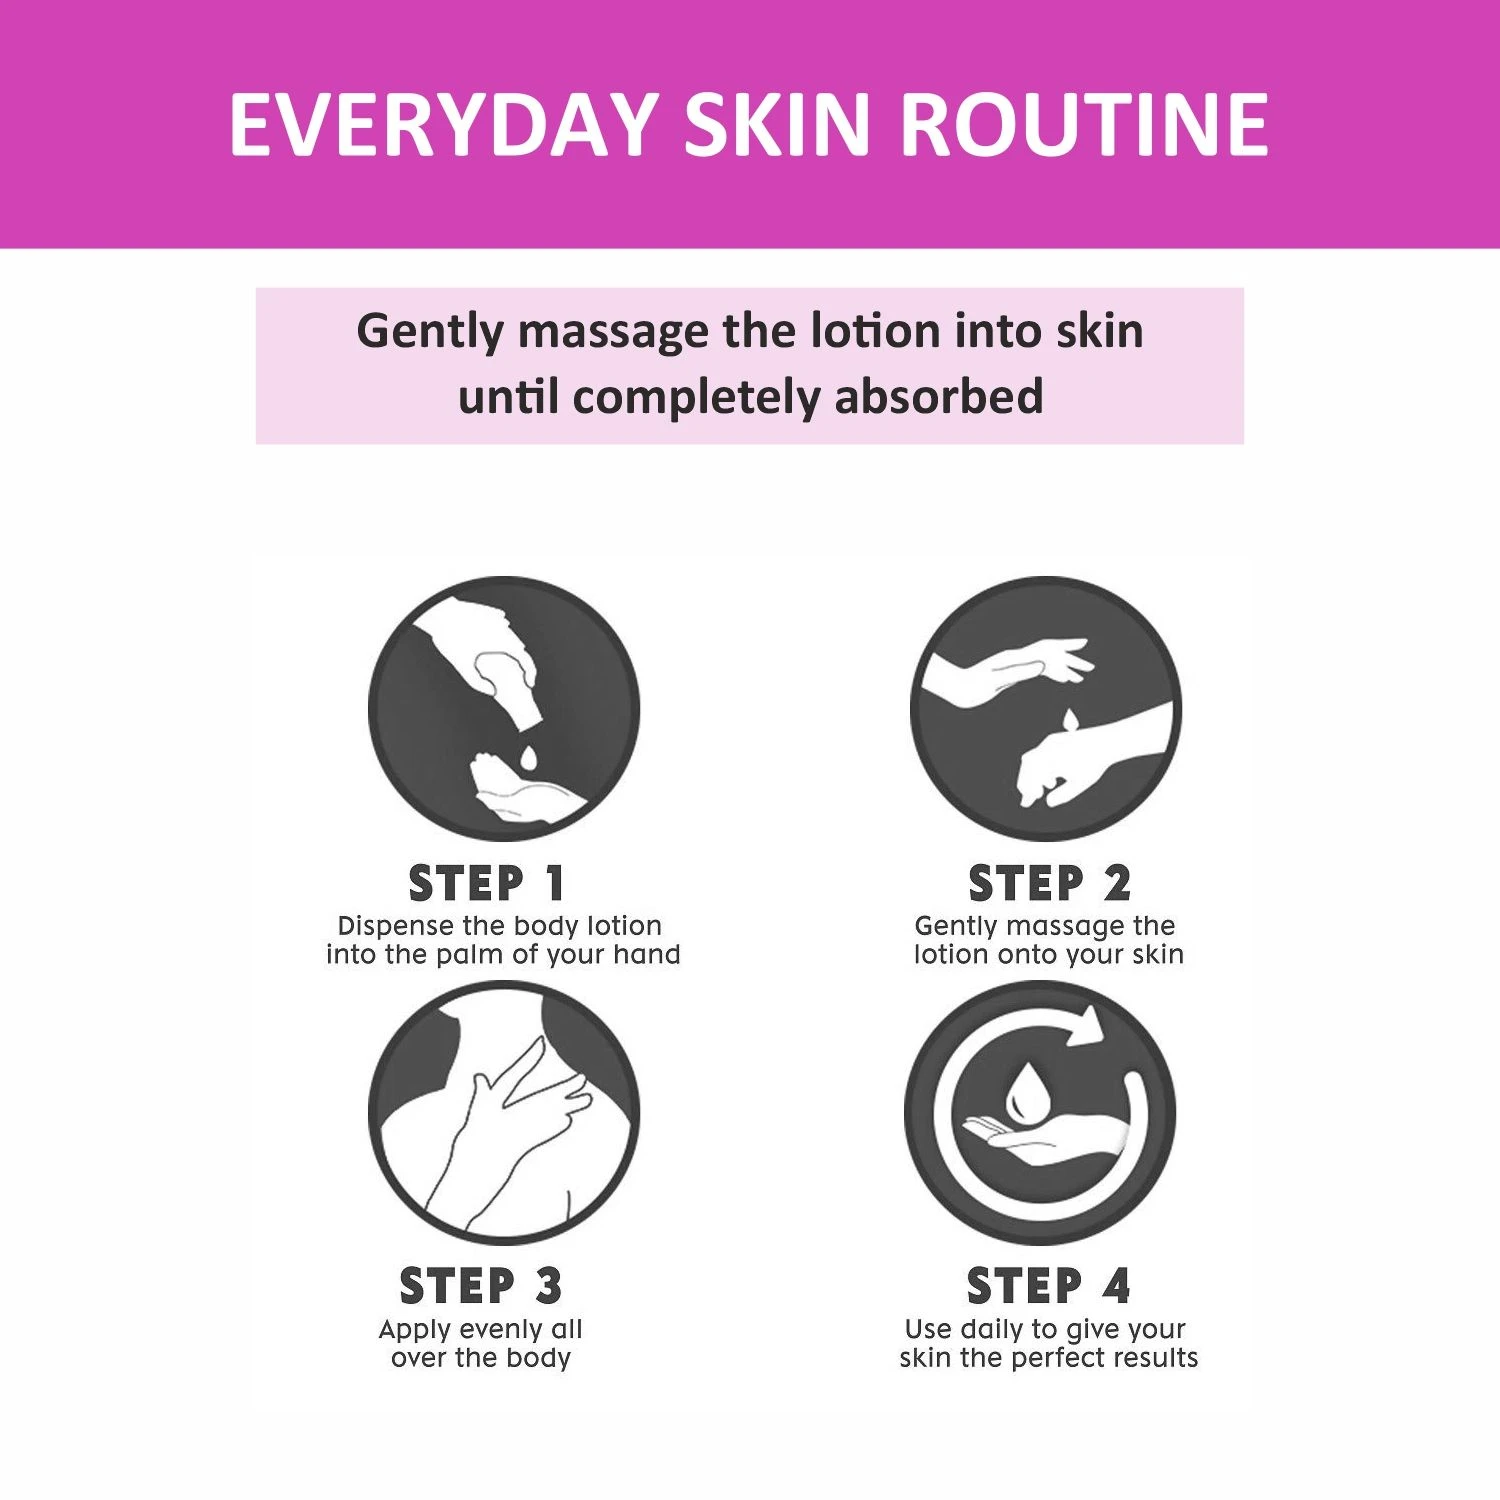 EVERYDAY SKIN ROUTINE
Gently massage the lotion into skin
until completely absorbed
STEP 1
Dispense the body lotion
into the palm of your hand
STEP 2
Gently massage the
lotion onto your skin
STEP 3
Apply evenly all
over the body
STEP 4
Use daily to give your
skin the perfect results